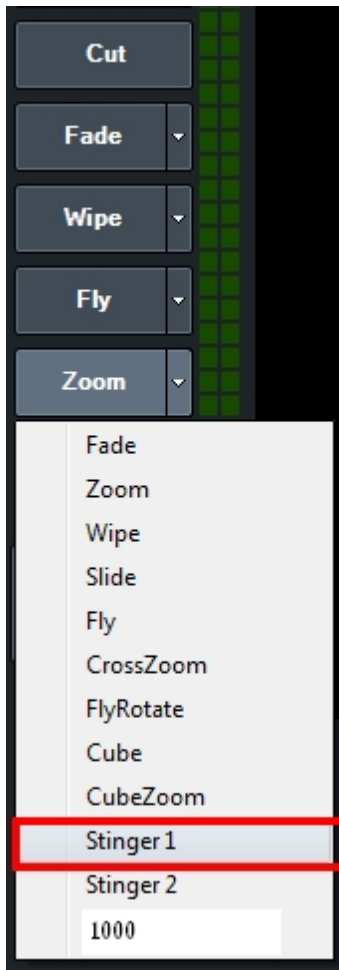 Cut
Fade
Wipe
Fly
Zoom
Fade
Zoom
Wipe
Slide
Fly
CrossZoom
FlyRotate
Cube
CubeZoom
Stinger 1
Stinger 2
1000